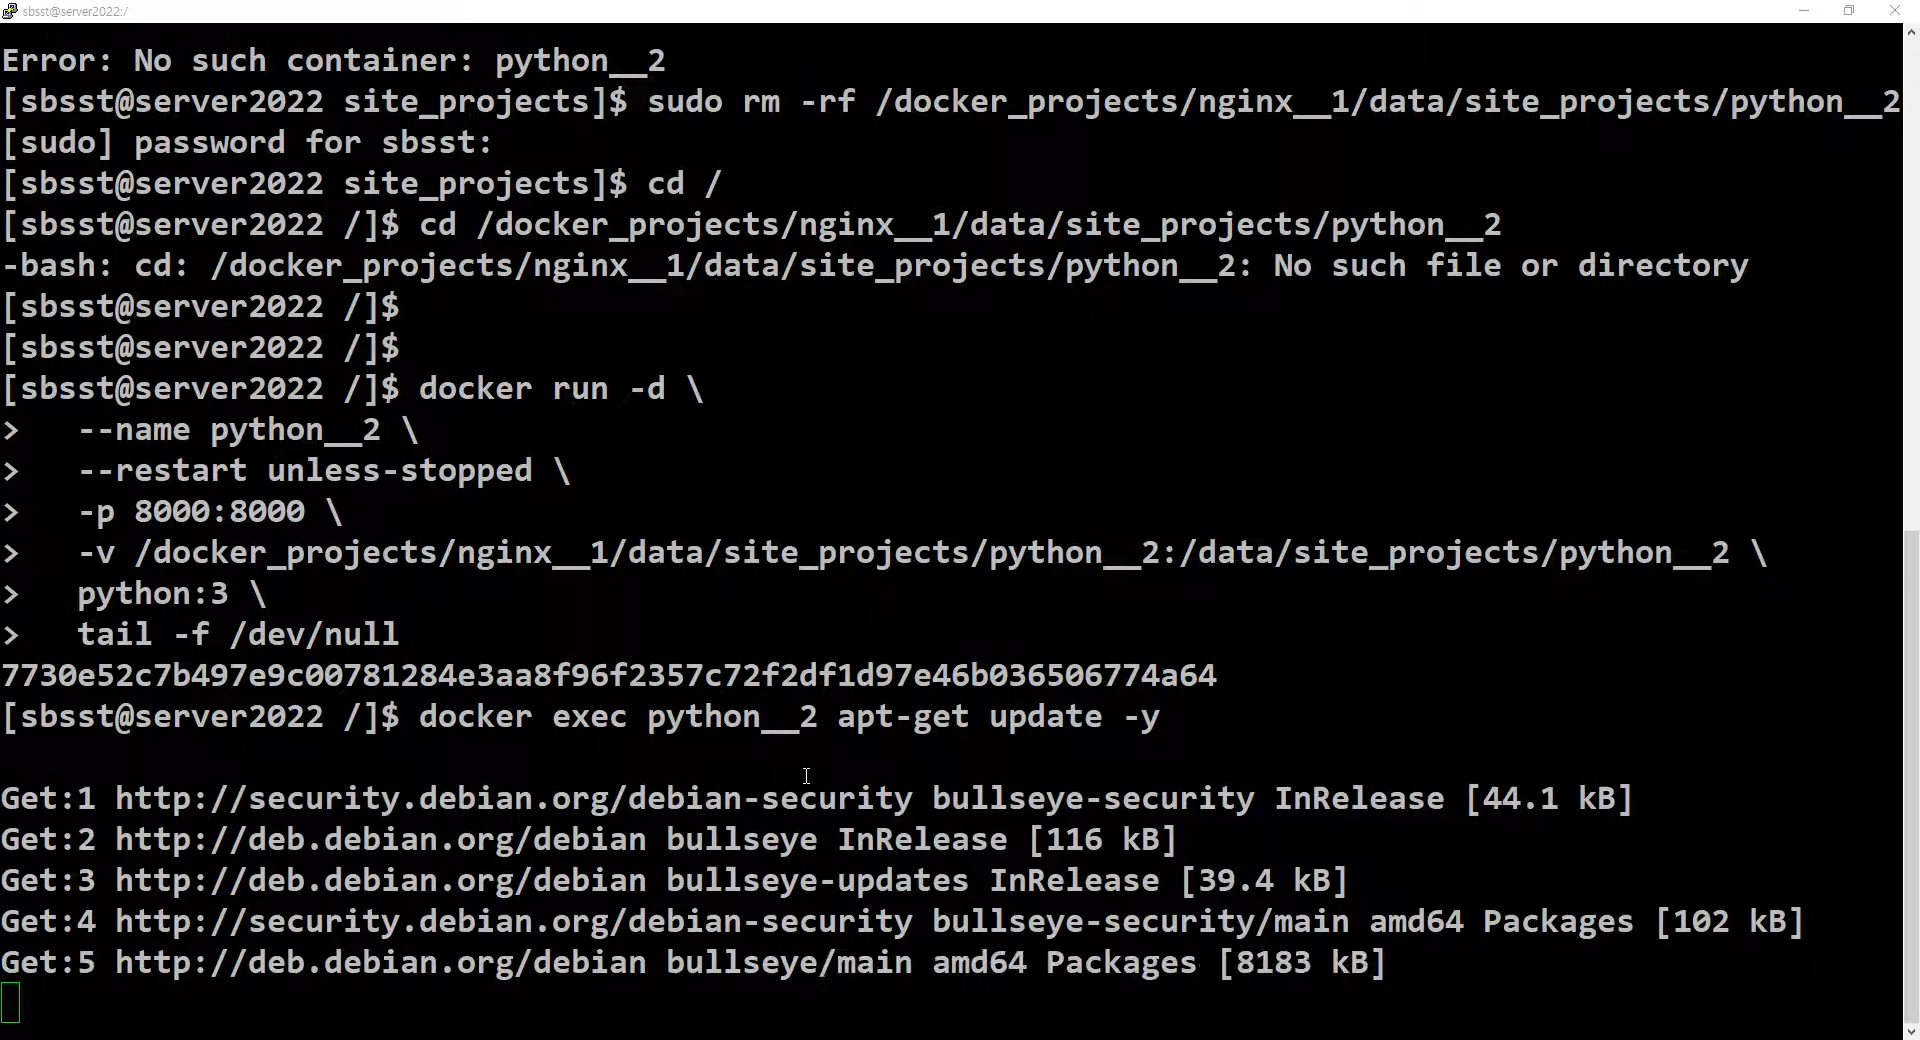 sbsst@server2022:/
Error: No such container: python__2
[sbsst@server2022 site_projects]$ sudo rm -rf /docker_projects/nginx__1/data/site_projects/python__2
[sudo] password for sbsst:
[sbsst@server2022 site_projects]$ cd /
[sbsst@server2022 /]$ cd /docker_projects/nginx__1/data/site_projects/python__2
-bash: cd: /docker_projects/nginx__1/data/site_projects/python__2: No such file or directory
[sbsst@server2022 /]$
[sbsst@server2022 /]$
[sbsst@server2022 /]$ docker run -d \
>   --name python__2 \
>   --restart unless-stopped \
>   -p 8000:8000 \
>   -v /docker_projects/nginx__1/data/site_projects/python__2:/data/site_projects/python__2 \
>   python:3 \
>   tail -f /dev/null
7730e52c7b497e9c00781284e3aa8f96f2357c72f2df1d97e46b036506774a64
[sbsst@server2022 /]$ docker exec python__2 apt-get update -y
Get:1 http://security.debian.org/debian-security bullseye-security InRelease [44.1 kB]
Get:2 http://deb.debian.org/debian bullseye InRelease [116 kB]
Get:3 http://deb.debian.org/debian bullseye-updates InRelease [39.4 kB]
Get:4 http://security.debian.org/debian-security bullseye-security/main amd64 Packages [102 kB]
Get:5 http://deb.debian.org/debian bullseye/main amd64 Packages [8183 kB]